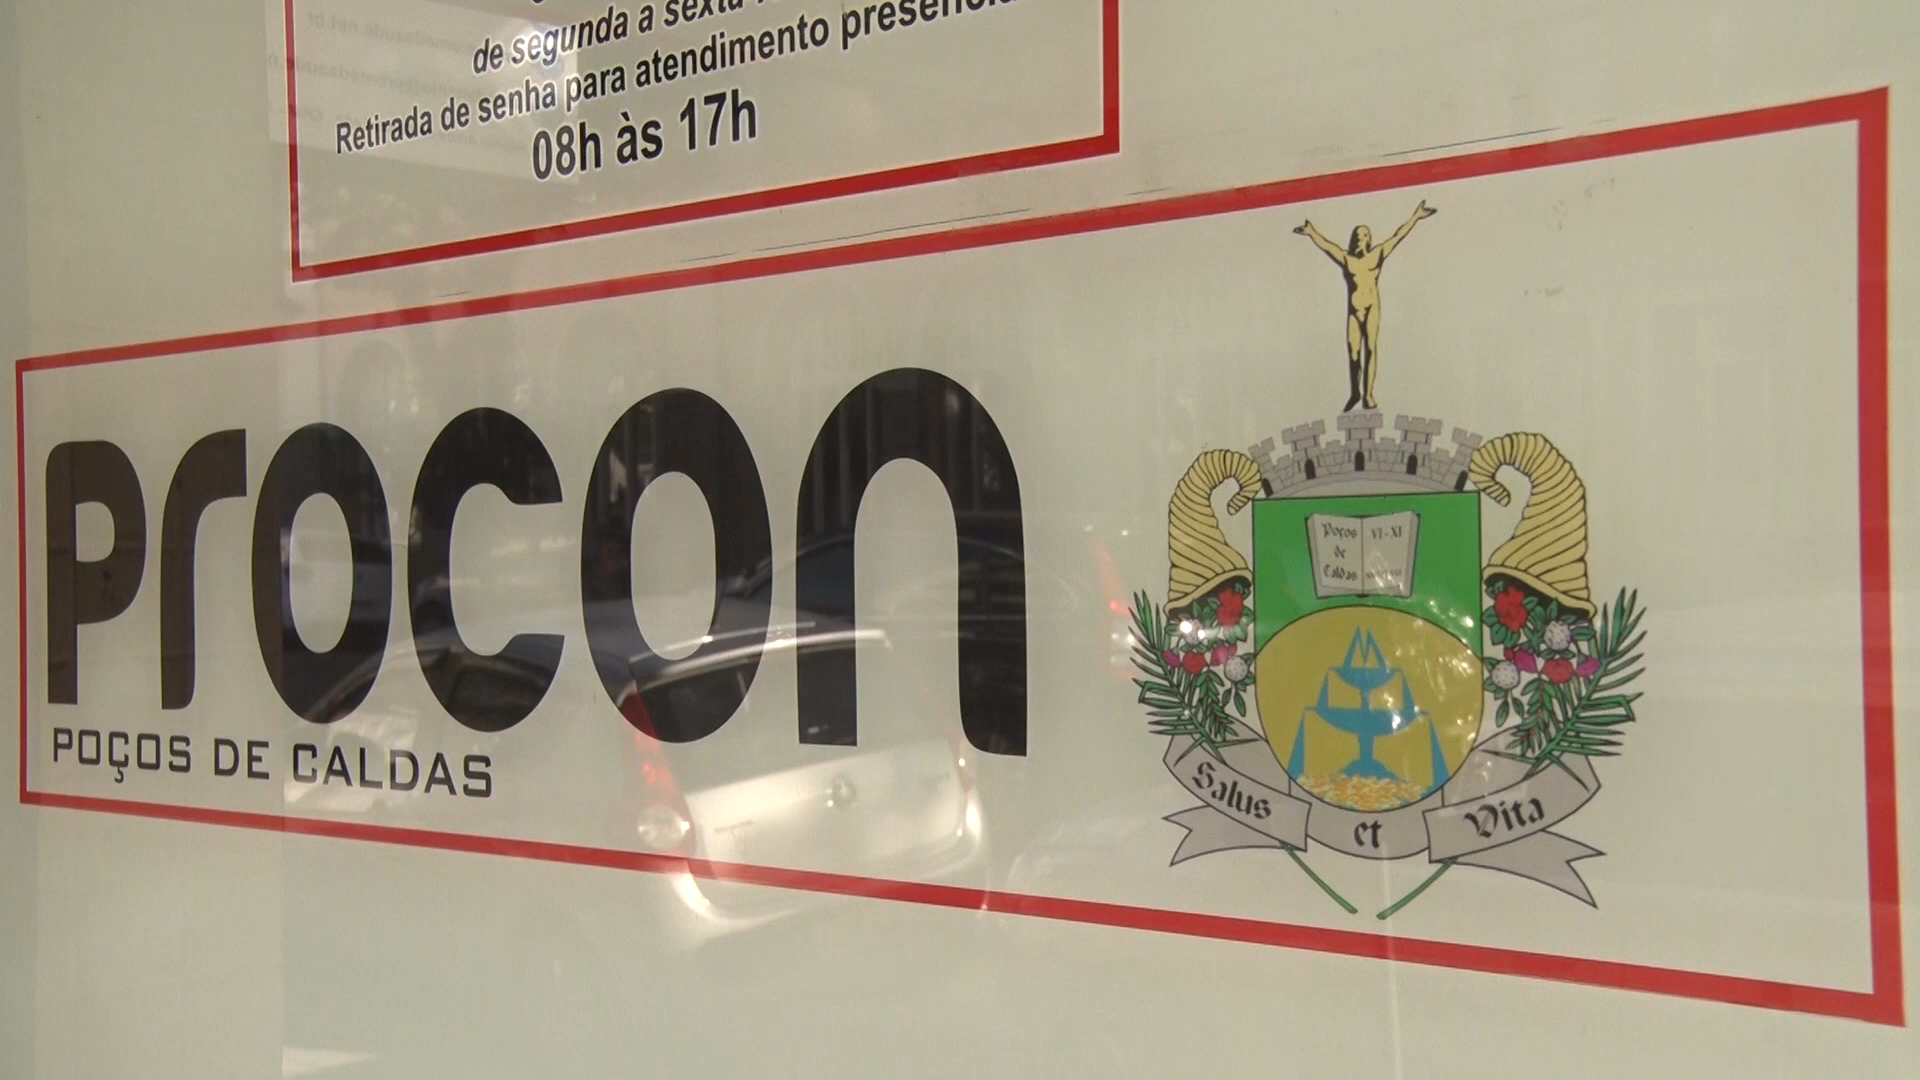 de segunda a sexta
Retirada de senha para atendimento presencial
08h às 17h
procon
POÇOS DE CALDAS
Poços
de
Caldas
VI-XI
Salus et Vita